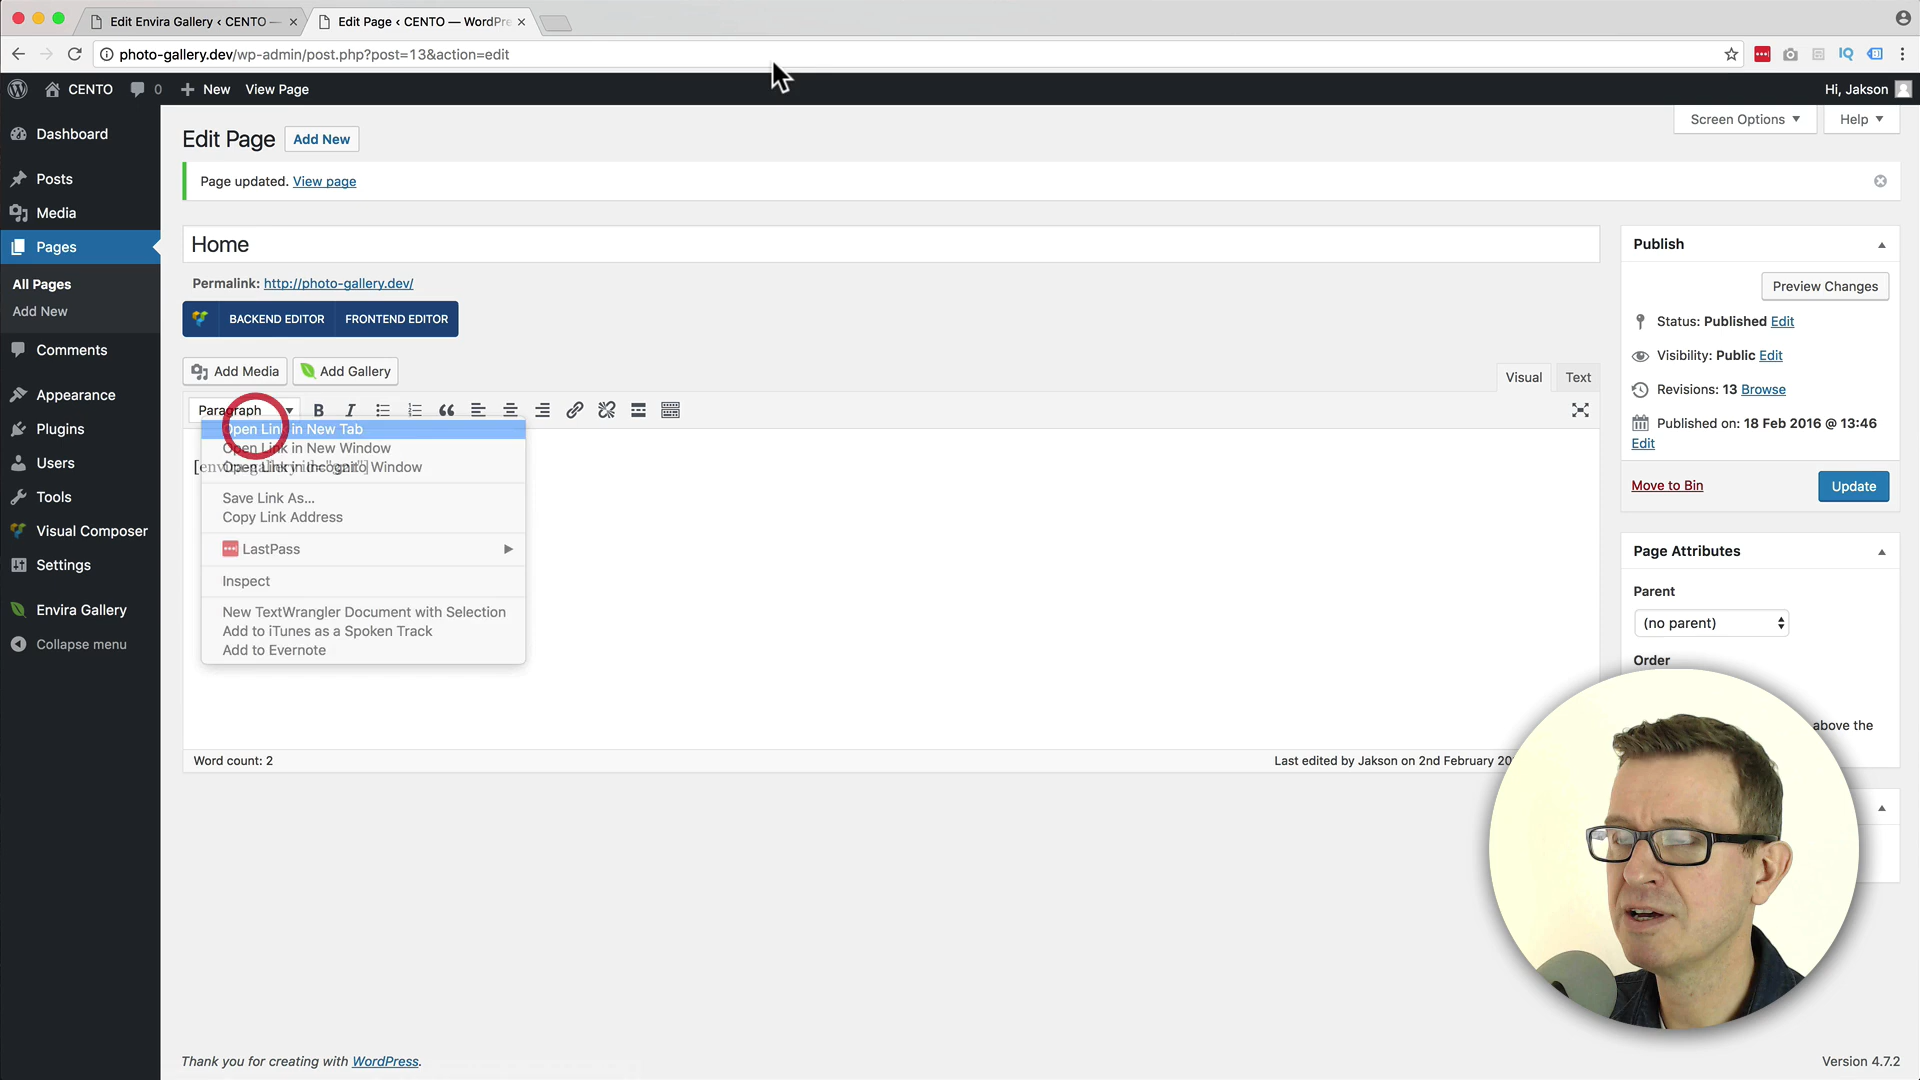 Edit Envira Gallery ‹ CENTO —
Edit Page ‹ CENTO — WordPre
photo-gallery.dev/wp-admin/post.php?post=13&action=edit
CENTO
0
New
View Page
Hi, Jakson
Dashboard
Posts
Media
Pages
All Pages
Add New
Comments
Appearance
Plugins
Users
Tools
Visual Composer
Settings
Envira Gallery
Collapse menu
Edit Page
Add New
Screen Options
Help
Page updated. View page
Home
Permalink: http://photo-gallery.dev/
BACKEND EDITOR
FRONTEND EDITOR
Add Media
Add Gallery
Visual
Text
Paragraph
B
I
Open Link in New Tab
Open Link in New Window
Open Link in Incognito Window
Save Link As...
Copy Link Address
LastPass
Inspect
New TextWrangler Document with Selection
Add to iTunes as a Spoken Track
Add to Evernote
Word count: 2
Last edited by Jakson on 2nd February 20
Publish
Preview Changes
Status: Published Edit
Visibility: Public Edit
Revisions: 13 Browse
Published on: 18 Feb 2016 @ 13:46
Edit
Move to Bin
Update
Page Attributes
Parent
(no parent)
Order
above the
Thank you for creating with WordPress.
Version 4.7.2